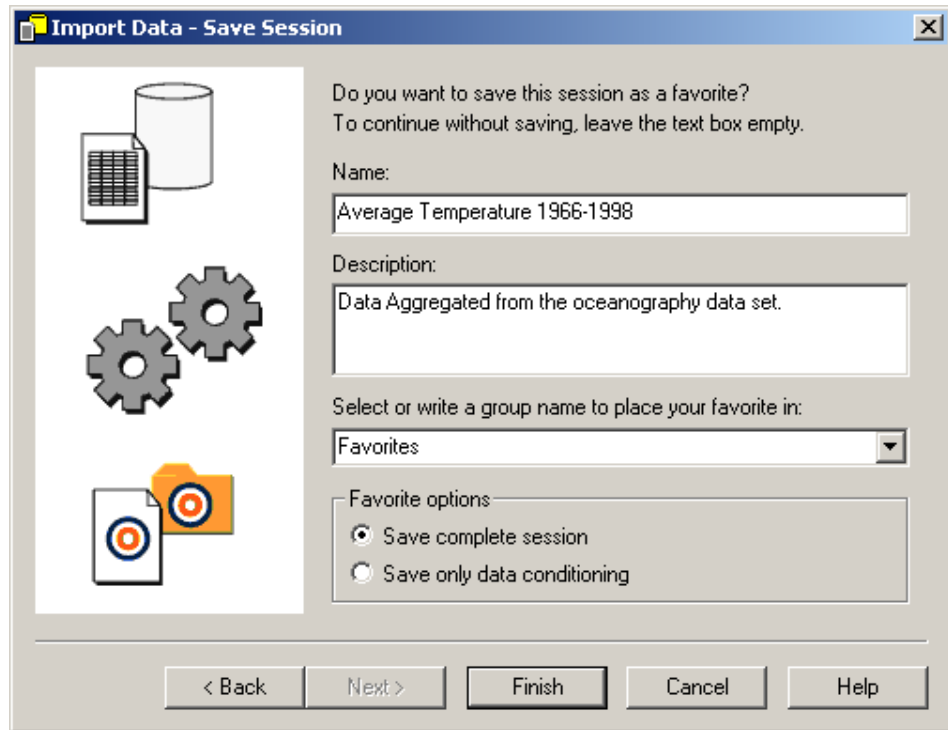 Import Data - Save Session
Do you want to save this session as a favorite?
To continue without saving, leave the text box empty.
Name:
Average Temperature 1966-1998
Description:
Data Aggregated from the oceanography data set.
Select or write a group name to place your favorite in:
Favorites
Favorite options
Save complete session
Save only data conditioning
< Back Next > Finish Cancel Help